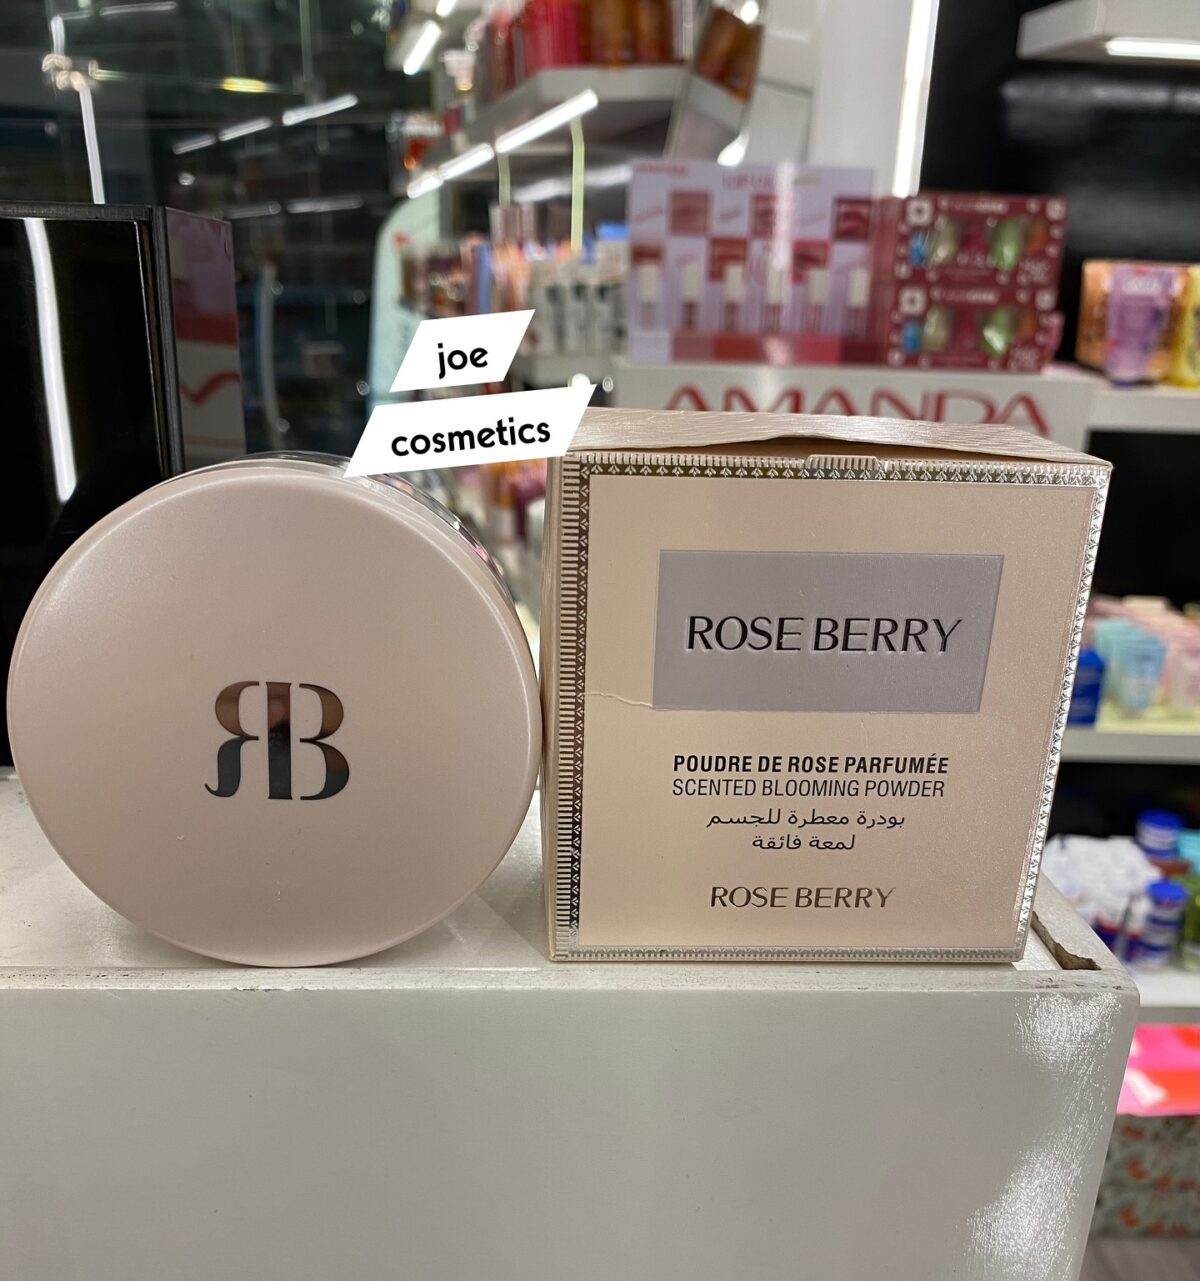 joe
cosmetics
AMANDA
RB
ROSE BERRY
POUDRE DE ROSE PARFUMÉE
SCENTED BLOOMING POWDER
بودرة معطرة للجسم
لمعة فائقة
ROSE BERRY